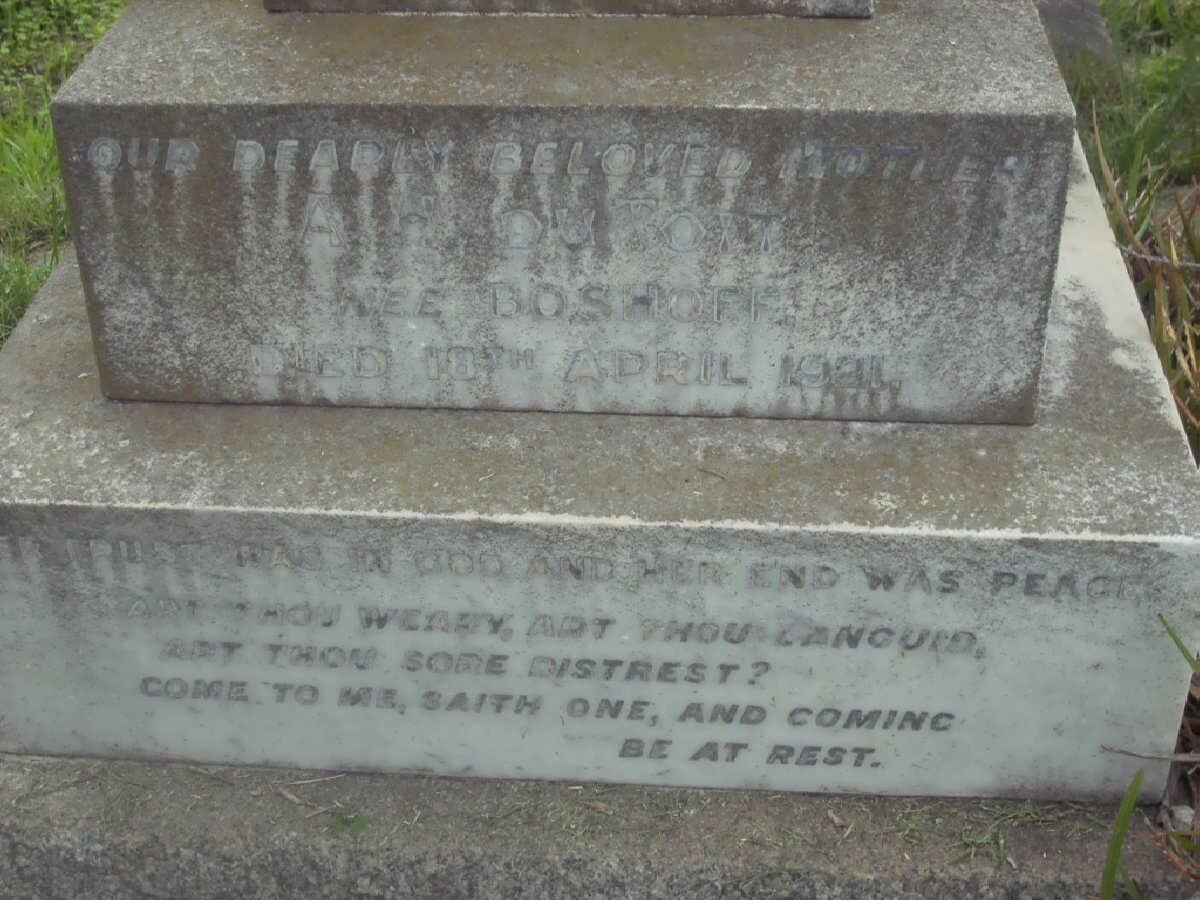 OUR DEARLY BELOVED MOTHER
A. H. DU TOIT
NEE BOSHOFF.
DIED 18TH APRIL 1931.
TRUST WAS IN GOD AND HER END WAS PEACE
ART THOU WEARY, ART THOU LANGUID,
ART THOU SORE DISTREST?
COME TO ME, SAITH ONE, AND COMING
BE AT REST.